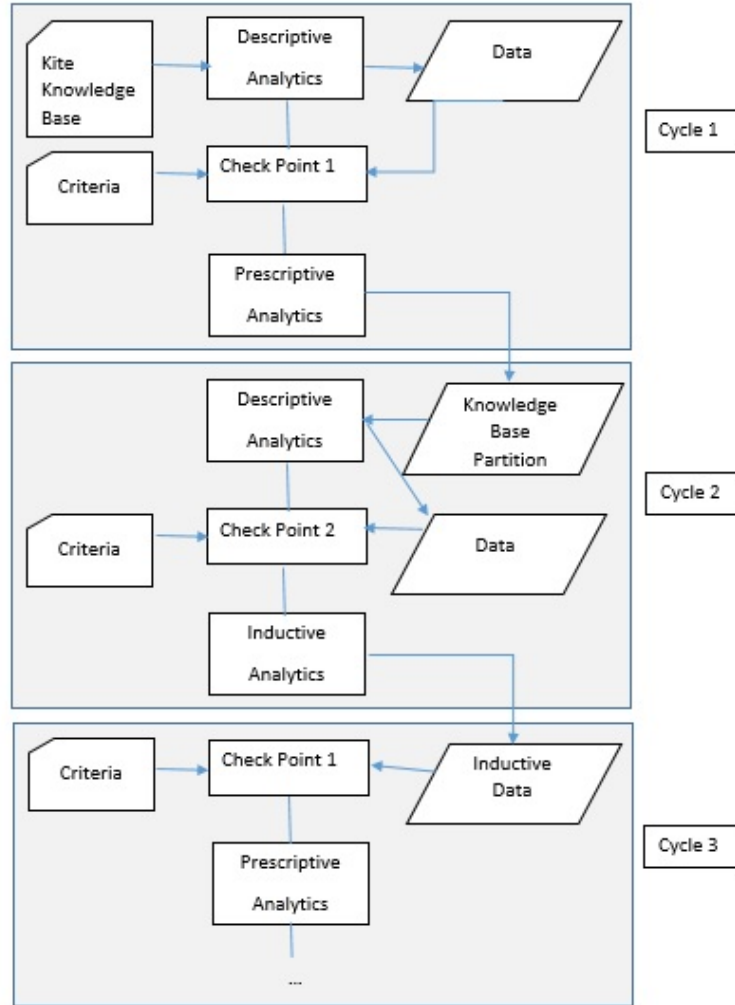 Kite
Knowledge
Base
Descriptive
Analytics
Data
Cycle 1
Criteria
Check Point 1
Prescriptive
Analytics
Descriptive
Analytics
Knowledge
Base
Partition
Cycle 2
Criteria
Check Point 2
Data
Inductive
Analytics
Criteria
Check Point 1
Inductive
Data
Cycle 3
Prescriptive
Analytics
...